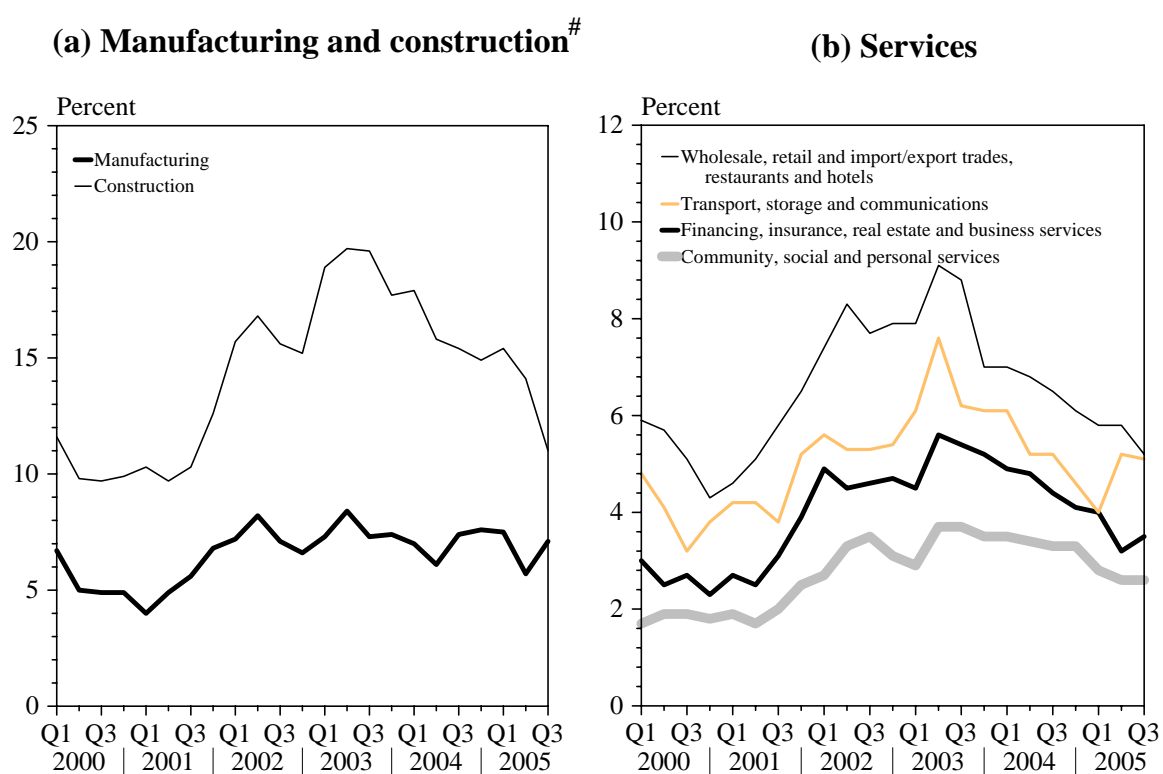 (a) Manufacturing and construction#
Percent
25
20
15
10
5
0
Manufacturing
Construction
Q1 Q3 Q1 Q3 Q1 Q3 Q1 Q3 Q1 Q3 Q1 Q3
2000 2001 2002 2003 2004 2005
(b) Services
Percent
12
10
8
6
4
2
0
Wholesale, retail and import/export trades,
restaurants and hotels
Transport, storage and communications
Financing, insurance, real estate and business services
Community, social and personal services
Q1 Q3 Q1 Q3 Q1 Q3 Q1 Q3 Q1 Q3 Q1 Q3
2000 2001 2002 2003 2004 2005